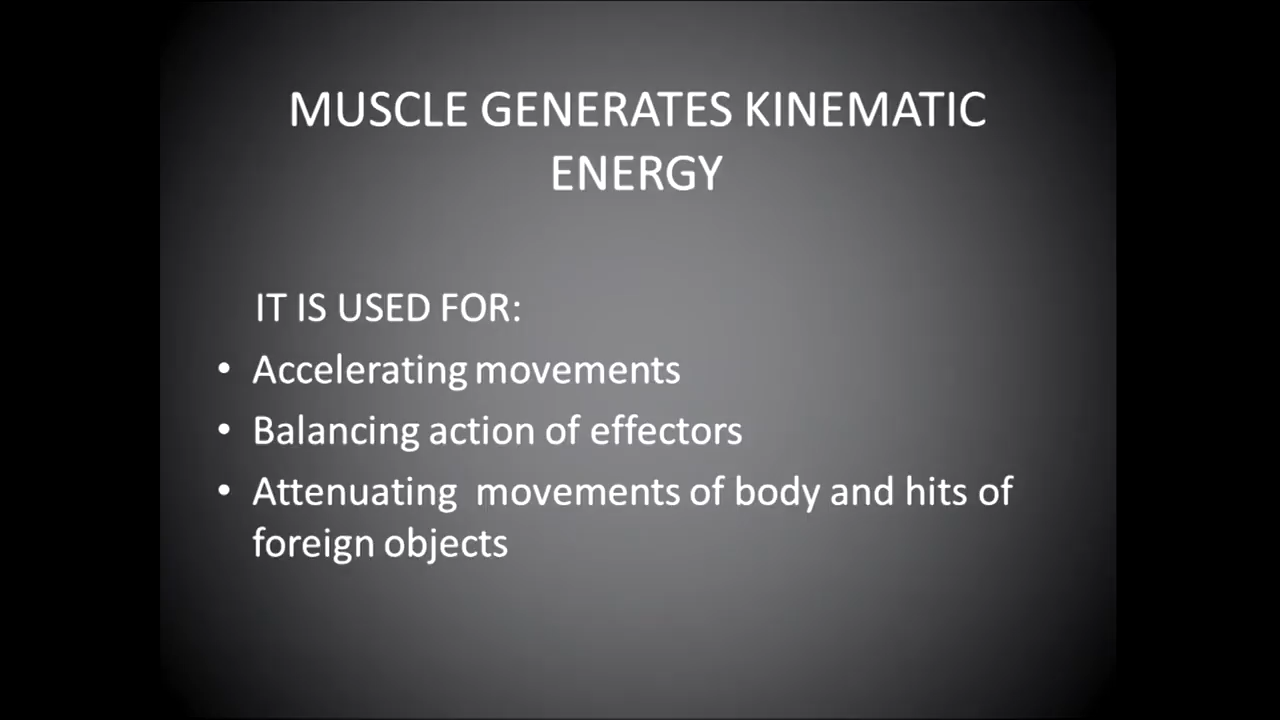 MUSCLE GENERATES KINEMATIC
ENERGY
IT IS USED FOR:
• Accelerating movements
• Balancing action of effectors
• Attenuating movements of body and hits of
foreign objects